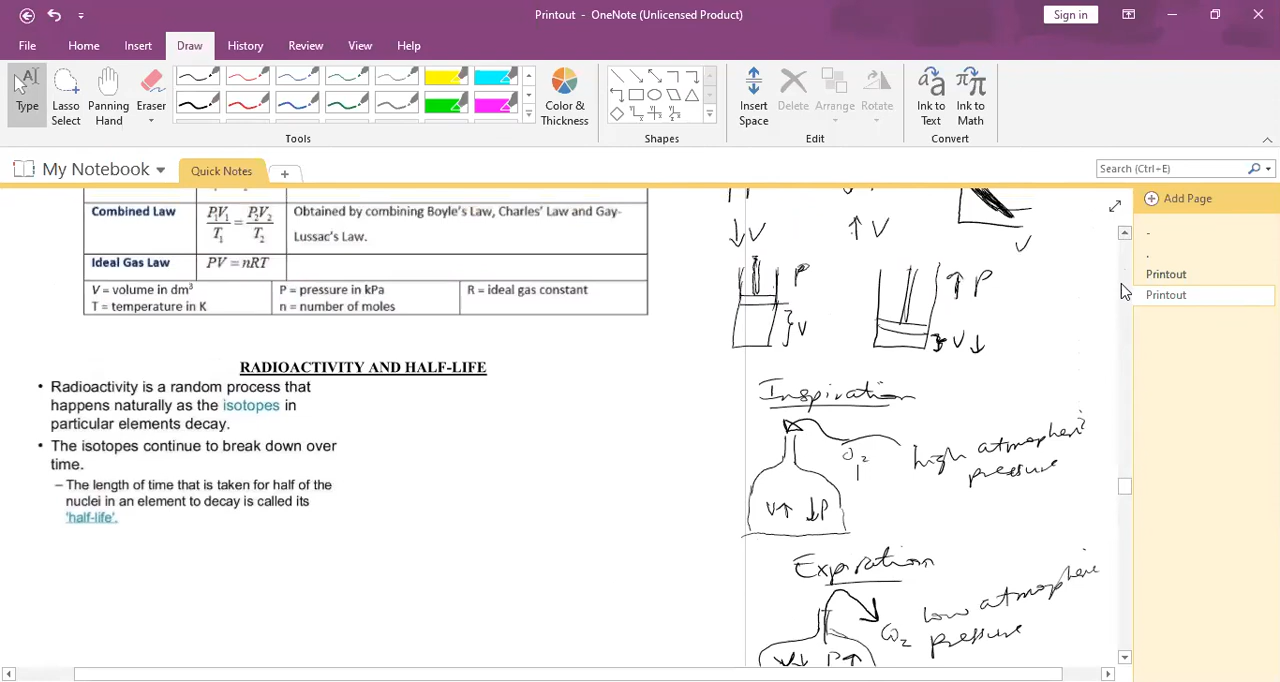 Printout - OneNote (Unlicensed Product)
Sign in
File Home Insert Draw History Review View Help
Type
Lasso Select
Panning Hand
Eraser
Color & Thickness
Insert Space
Delete
Arrange
Rotate
Ink to Text
Ink to Math
Tools
Shapes
Edit
Convert
My Notebook
Quick Notes
Search (Ctrl+E)
Add Page
-
.
Printout
Printout
Combined Law P₁V₁/T₁ = P₂V₂/T₂ Obtained by combining Boyle's Law, Charles' Law and Gay-
Lussac's Law.
Ideal Gas Law PV = nRT
V = volume in dm³ P = pressure in kPa R = ideal gas constant
T = temperature in K n = number of moles
RADIOACTIVITY AND HALF-LIFE
• Radioactivity is a random process that
happens naturally as the isotopes in
particular elements decay.
• The isotopes continue to break down over
time.
– The length of time that is taken for half of the
nuclei in an element to decay is called its
'half-life'.
↓V
↑V
V
P
V
↑P
V↓
Inspiration
O₂
high atmospheric
pressure
V↑ ↓P
Expiration
CO₂
low atmospheric
pressure
V↓ P↑